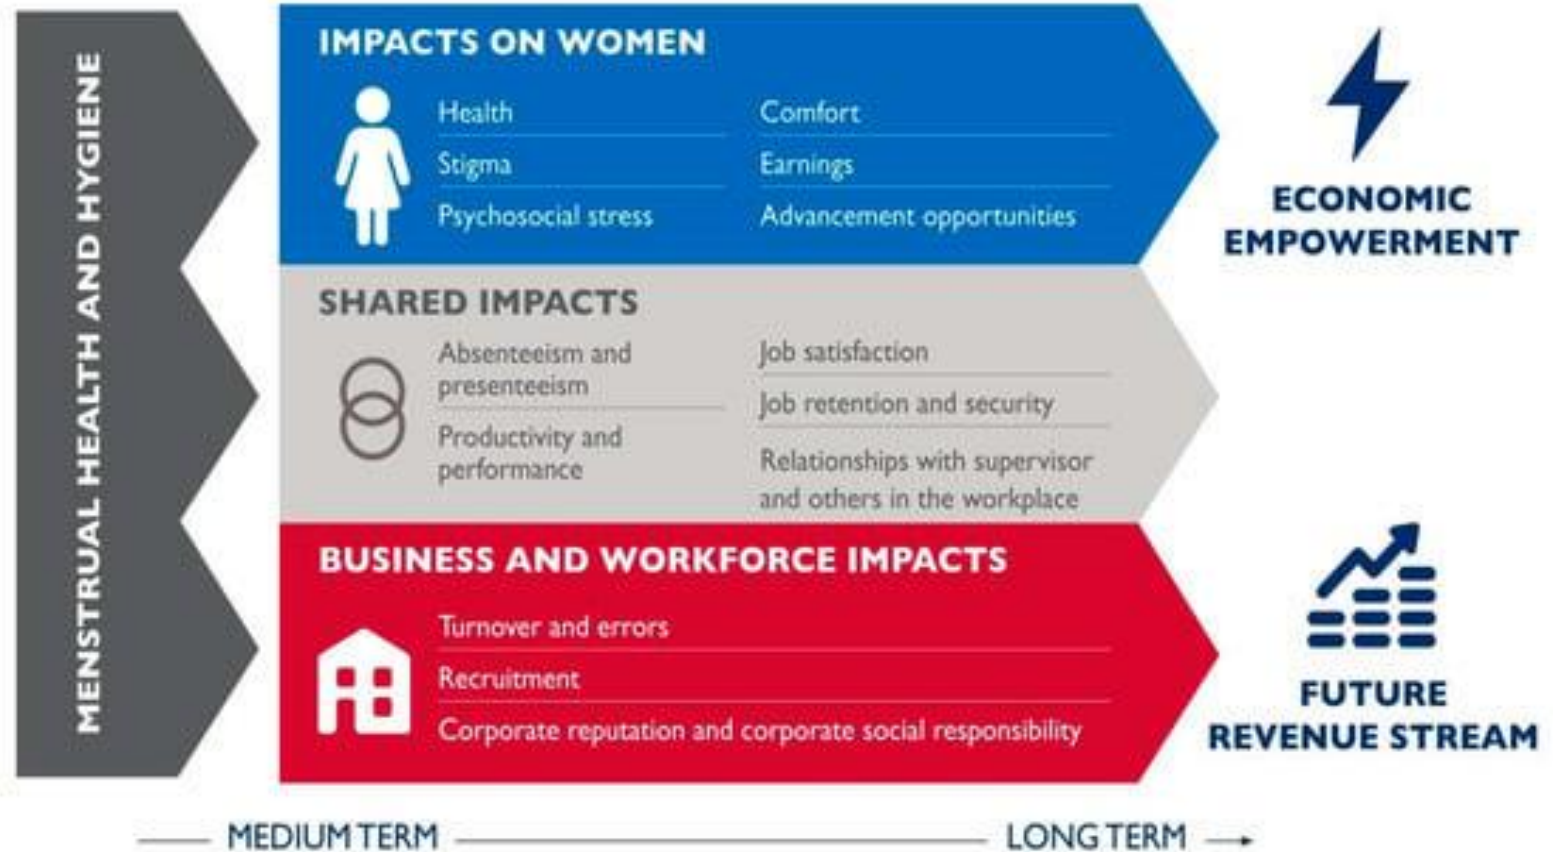 MENSTRUAL HEALTH AND HYGIENE
IMPACTS ON WOMEN
Health
Stigma
Psychosocial stress
Comfort
Earnings
Advancement opportunities
ECONOMIC
EMPOWERMENT
SHARED IMPACTS
Absenteeism and
presenteeism
Productivity and
performance
Job satisfaction
Job retention and security
Relationships with supervisor
and others in the workplace
BUSINESS AND WORKFORCE IMPACTS
Turnover and errors
Recruitment
Corporate reputation and corporate social responsibility
FUTURE
REVENUE STREAM
MEDIUM TERM
LONG TERM